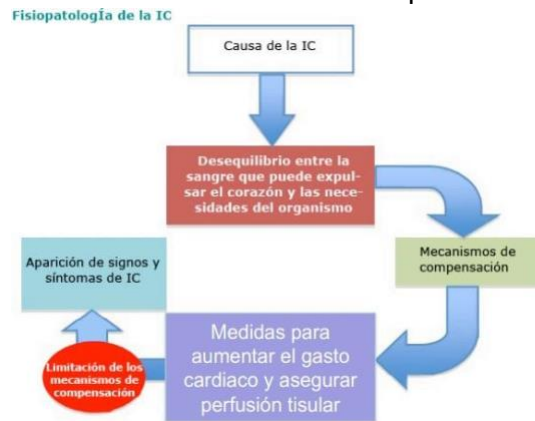 Fisiopatología de la IC
Causa de la IC
Desequilibrio entre la
sangre que puede expul-
sar el corazón y las nece-
sidades del organismo
Mecanismos de
compensación
Medidas para
aumentar el gasto
cardiaco y asegurar
perfusión tisular
Limitación de los
mecanismos de
compensación
Aparición de signos y
síntomas de IC